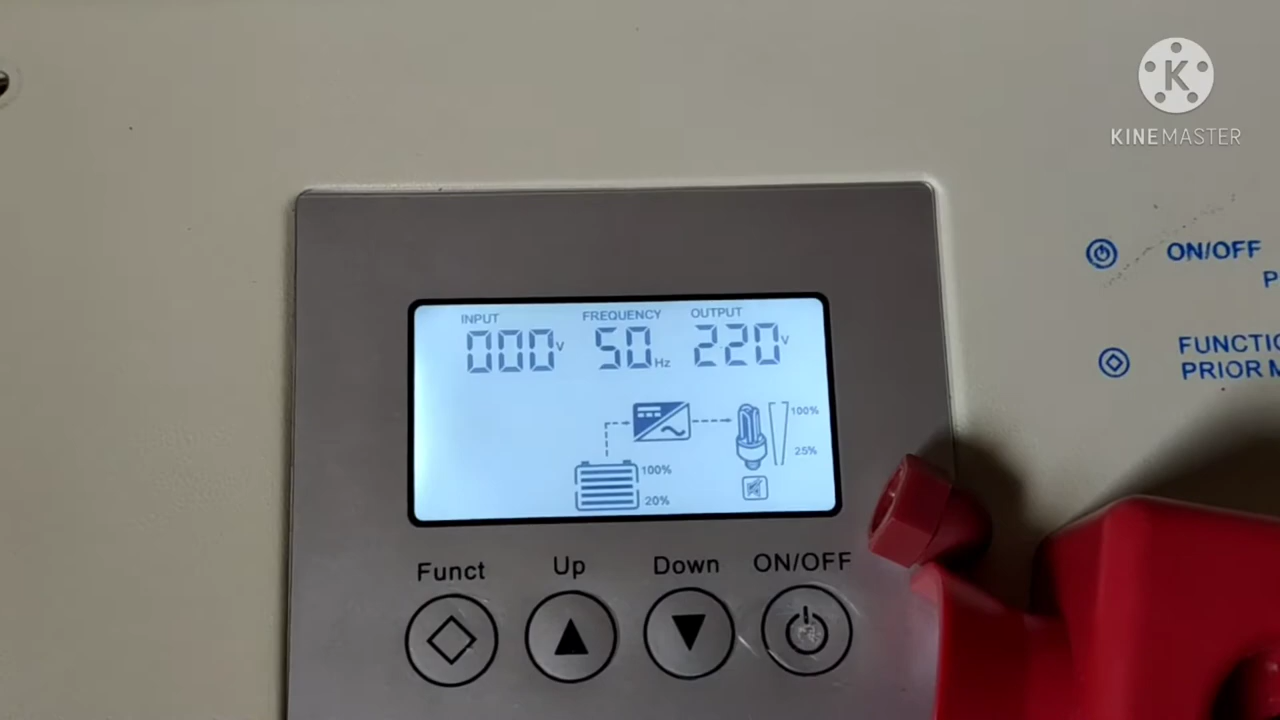 K
KINEMASTER
ON/OFF
P
FUNCTIO
PRIOR M
INPUT FREQUENCY OUTPUT
000V 50Hz 220V
100%
25%
100%
20%
Funct Up Down ON/OFF